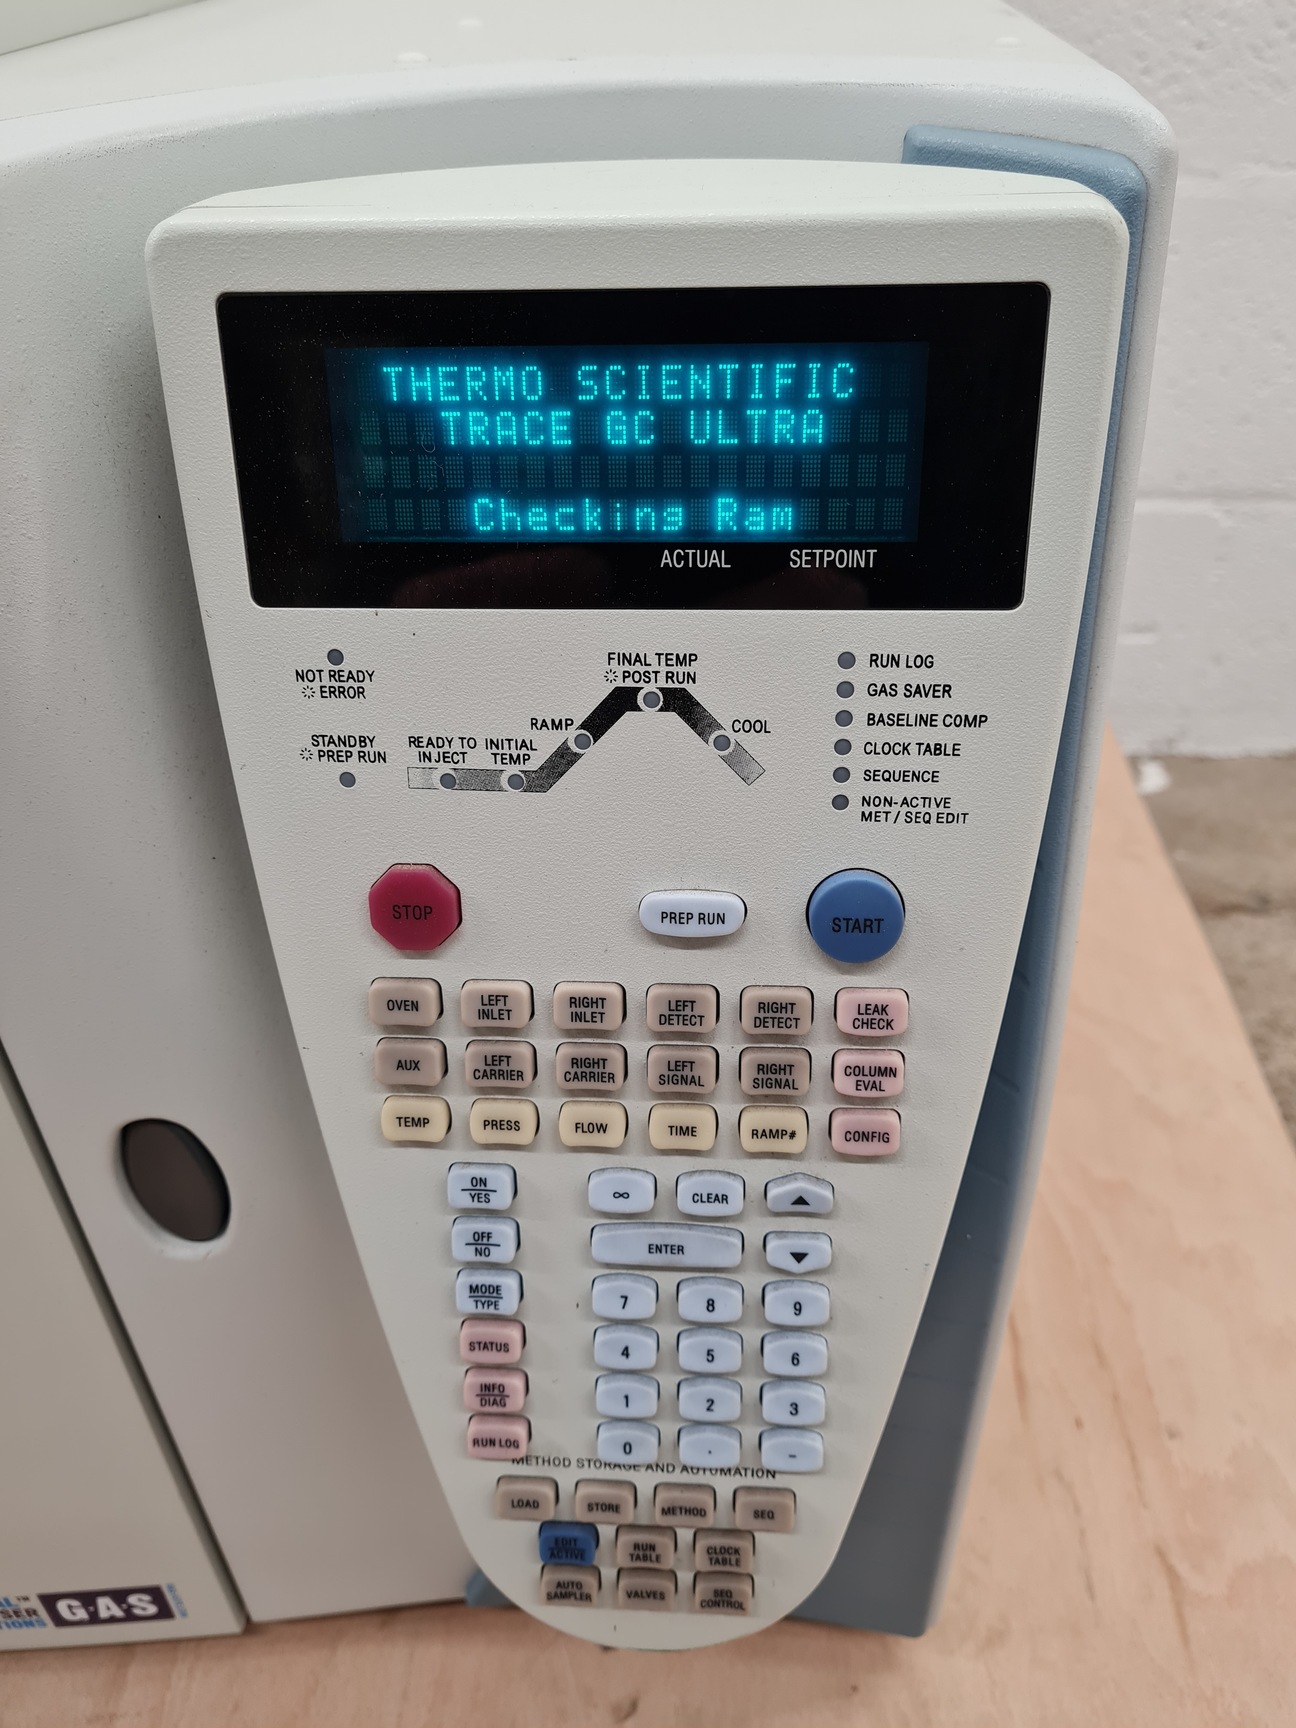 THERMO SCIENTIFIC
TRACE GC ULTRA
Checking Ram
ACTUAL SETPOINT
NOT READY
ERROR
STANDBY
PREP RUN
READY TO
INJECT
INITIAL
TEMP
RAMP
FINAL TEMP
POST RUN
COOL
RUN LOG
GAS SAVER
BASELINE COMP
CLOCK TABLE
SEQUENCE
NON-ACTIVE
MET / SEQ EDIT
STOP
PREP RUN
START
OVEN
LEFT
INLET
RIGHT
INLET
LEFT
DETECT
RIGHT
DETECT
LEAK
CHECK
AUX
LEFT
CARRIER
RIGHT
CARRIER
LEFT
SIGNAL
RIGHT
SIGNAL
COLUMN
EVAL
TEMP
PRESS
FLOW
TIME
RAMP#
CONFIG
ON
YES
∞
CLEAR
▲
OFF
NO
ENTER
▼
MODE
TYPE
7
8
9
STATUS
4
5
6
INFO
DIAG
1
2
3
RUN LOG
0
.
-
METHOD STORAGE AND AUTOMATION
LOAD
STORE
METHOD
SEQ
EDIT
ACTIVE
RUN
TABLE
CLOCK
TABLE
AUTO
SAMPLER
VALVES
SEQ
CONTROL
G·A·S